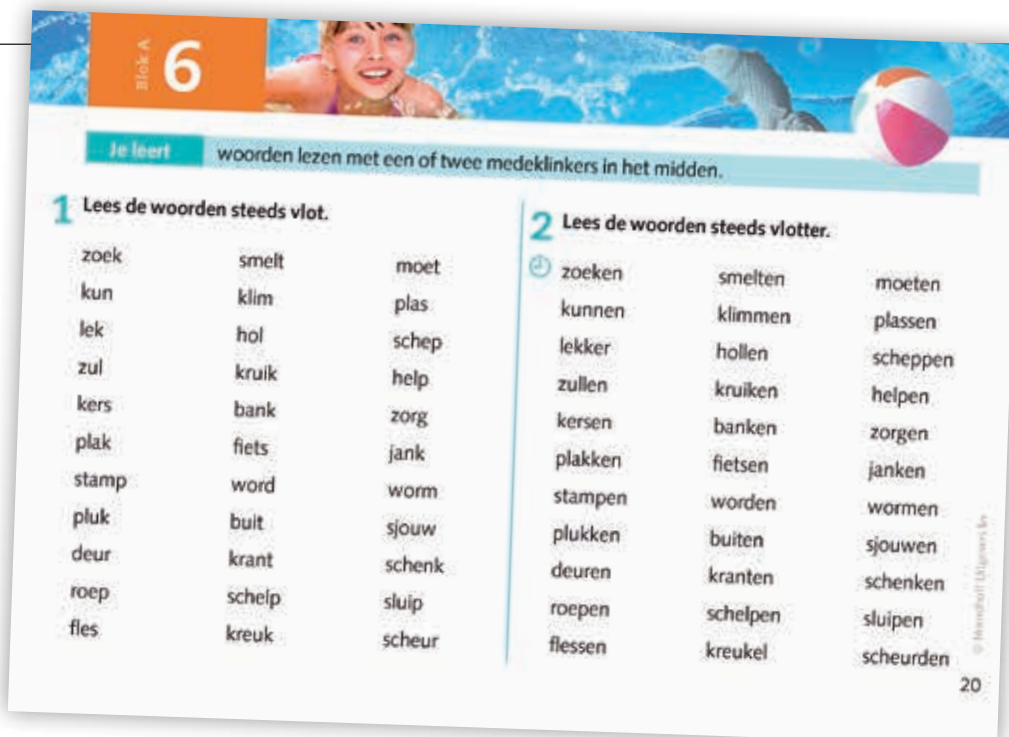 Blok A
6
Je leert woorden lezen met een of twee medeklinkers in het midden.
1 Lees de woorden steeds vlot.
zoek smelt moet
kun klim plas
lek hol schep
zul kruik help
kers bank zorg
plak fiets jank
stamp word worm
pluk buit sjouw
deur krant schenk
roep schelp sluip
fles kreuk scheur
2 Lees de woorden steeds vlotter.
zoeken smelten moeten
kunnen klimmen plassen
lekker hollen scheppen
zullen kruiken helpen
kersen banken zorgen
plakken fietsen janken
stampen worden wormen
plukken buiten sjouwen
deuren kranten schenken
roepen schelpen sluipen
flessen kreukel scheurden
© Noordhoff Uitgevers bv
20